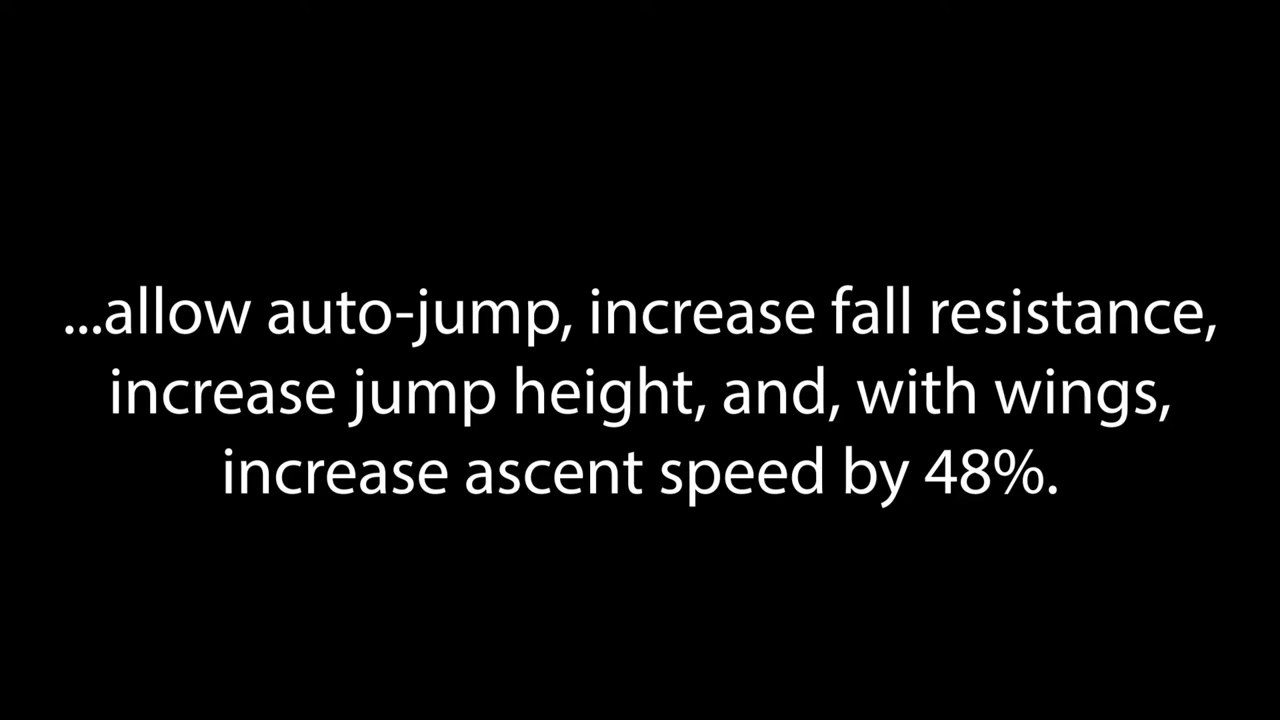 ...allow auto-jump, increase fall resistance,
increase jump height, and, with wings,
increase ascent speed by 48%.